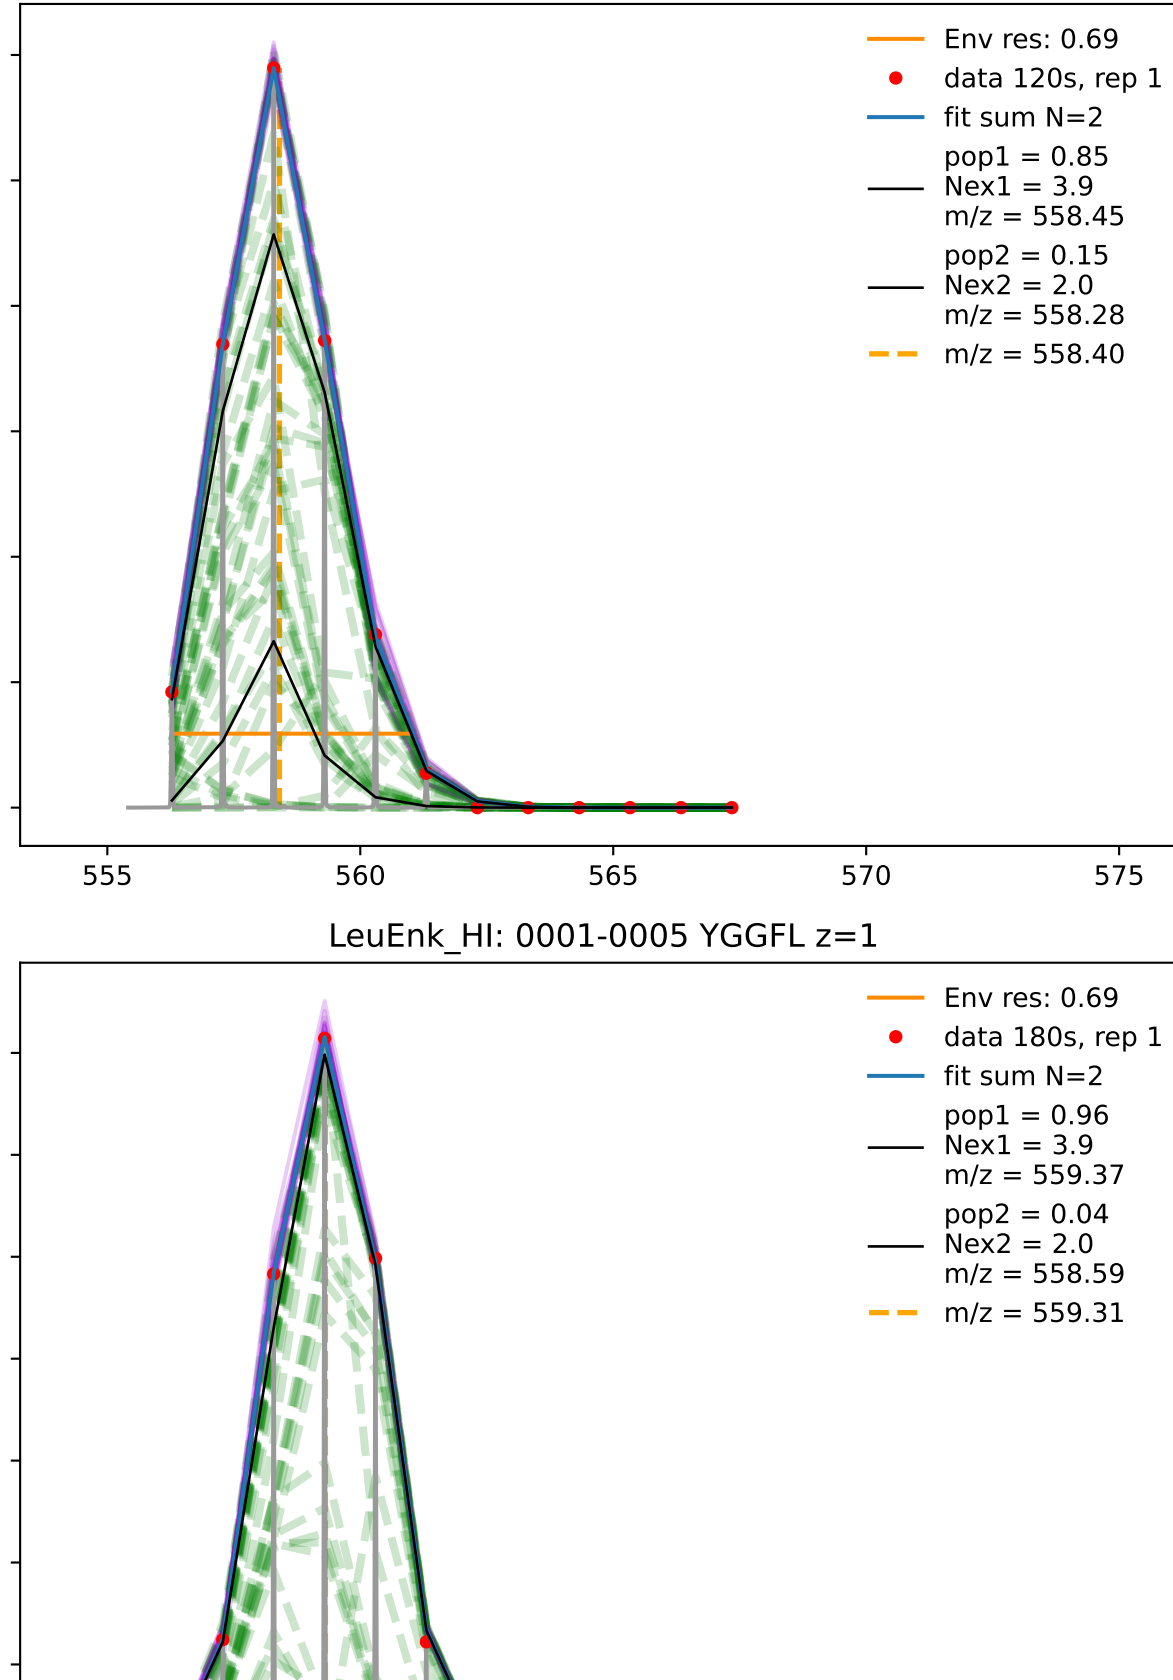 Env res: 0.69
data 120s, rep 1
fit sum N=2
pop1 = 0.85
Nex1 = 3.9
m/z = 558.45
pop2 = 0.15
Nex2 = 2.0
m/z = 558.28
m/z = 558.40
555 560 565 570 575
LeuEnk_HI: 0001-0005 YGGFL z=1
Env res: 0.69
data 180s, rep 1
fit sum N=2
pop1 = 0.96
Nex1 = 3.9
m/z = 559.37
pop2 = 0.04
Nex2 = 2.0
m/z = 558.59
m/z = 559.31